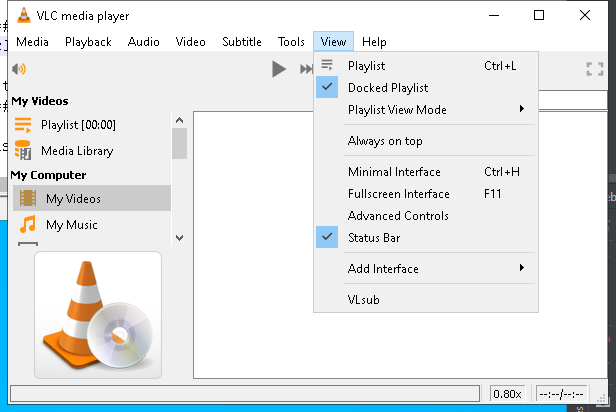 VLC media player
Media Playback Audio Video Subtitle Tools View Help
Playlist Ctrl+L
Docked Playlist
Playlist View Mode
Always on top
Minimal Interface Ctrl+H
Fullscreen Interface F11
Advanced Controls
Status Bar
Add Interface
VLsub
My Videos
Playlist [00:00]
Media Library
My Computer
My Videos
My Music
0.80x --:--/--:--